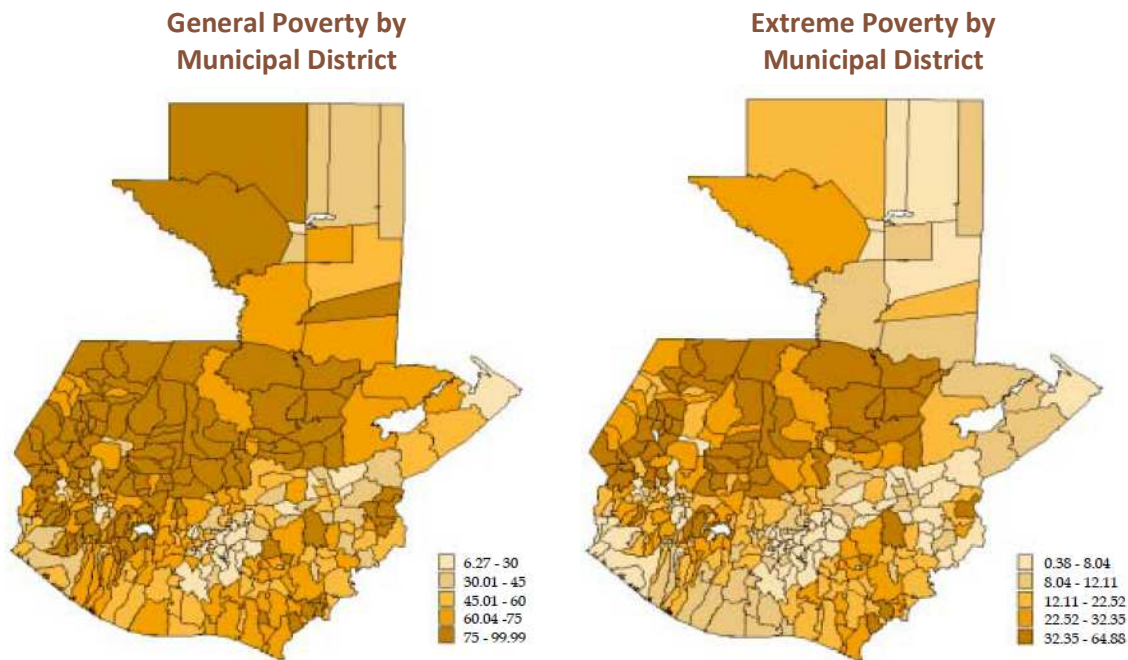 General Poverty by
Municipal District
6.27 - 30
30.01 - 45
45.01 - 60
60.04 -75
75 - 99.99
Extreme Poverty by
Municipal District
0.38 - 8.04
8.04 - 12.11
12.11 - 22.52
22.52 - 32.35
32.35 - 64.88